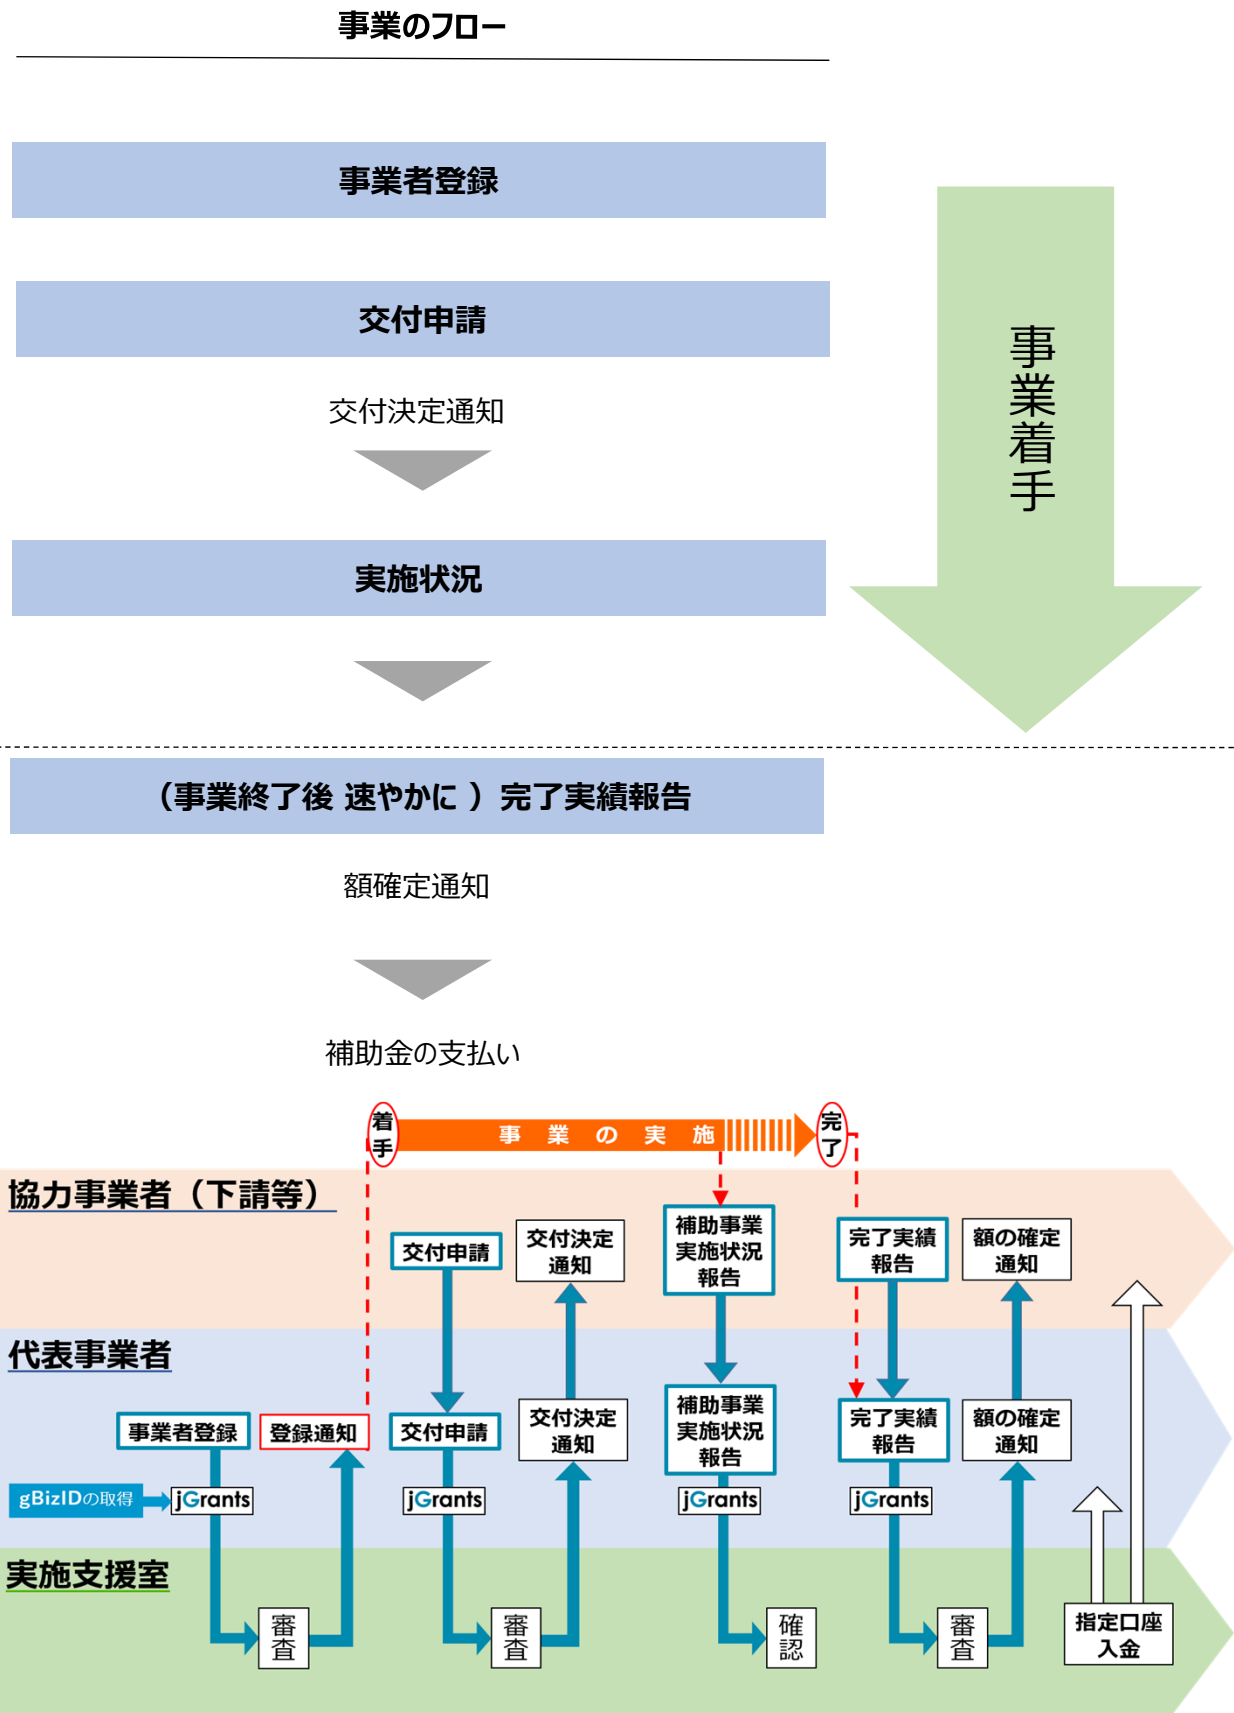 事業のフロー
事業者登録
交付申請
交付決定通知
実施状況
事業着手
（事業終了後 速やかに ）完了実績報告
額確定通知
補助金の支払い
着手
事業の実施
完了
協力事業者（下請等）
交付申請
交付決定
通知
補助事業
実施状況
報告
完了実績
報告
額の確定
通知
代表事業者
事業者登録
登録通知
交付申請
交付決定
通知
補助事業
実施状況
報告
完了実績
報告
額の確定
通知
gBizIDの取得
jGrants
jGrants
jGrants
jGrants
実施支援室
審査
審査
確認
審査
指定口座
入金